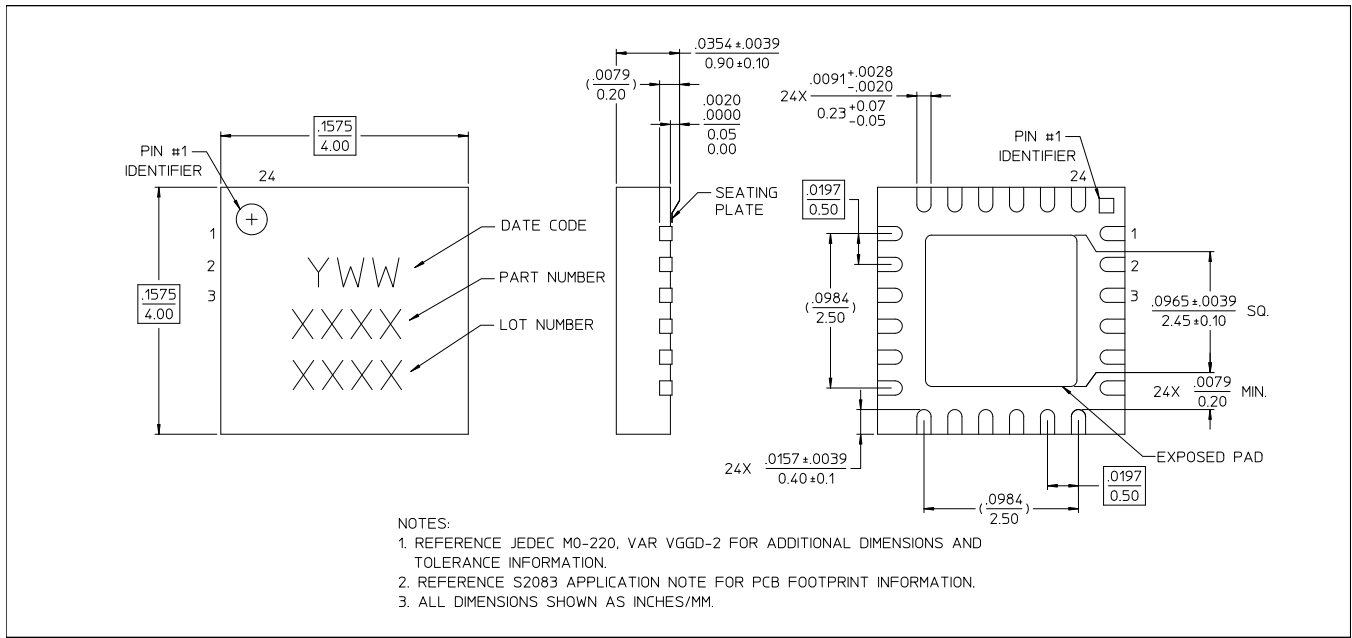 .1575
4.00
PIN #1
IDENTIFIER
24
1
2
3
.1575
4.00
YWW
XXXX
XXXX
DATE CODE
PART NUMBER
LOT NUMBER
.0354±.0039
0.90±0.10
(.0079)
0.20
.0020
.0000
0.05
0.00
SEATING
PLATE
24X .0091 +.0028 -.0020
0.23 +0.07 -0.05
PIN #1
IDENTIFIER
24
.0197
0.50
1
2
3
(.0984)
2.50
.0965±.0039 SQ.
2.45±0.10
24X .0079 MIN.
0.20
24X .0157±.0039
0.40±0.1
EXPOSED PAD
.0197
0.50
(.0984)
2.50
NOTES:
1. REFERENCE JEDEC M0-220, VAR VGGD-2 FOR ADDITIONAL DIMENSIONS AND
TOLERANCE INFORMATION.
2. REFERENCE S2083 APPLICATION NOTE FOR PCB FOOTPRINT INFORMATION.
3. ALL DIMENSIONS SHOWN AS INCHES/MM.